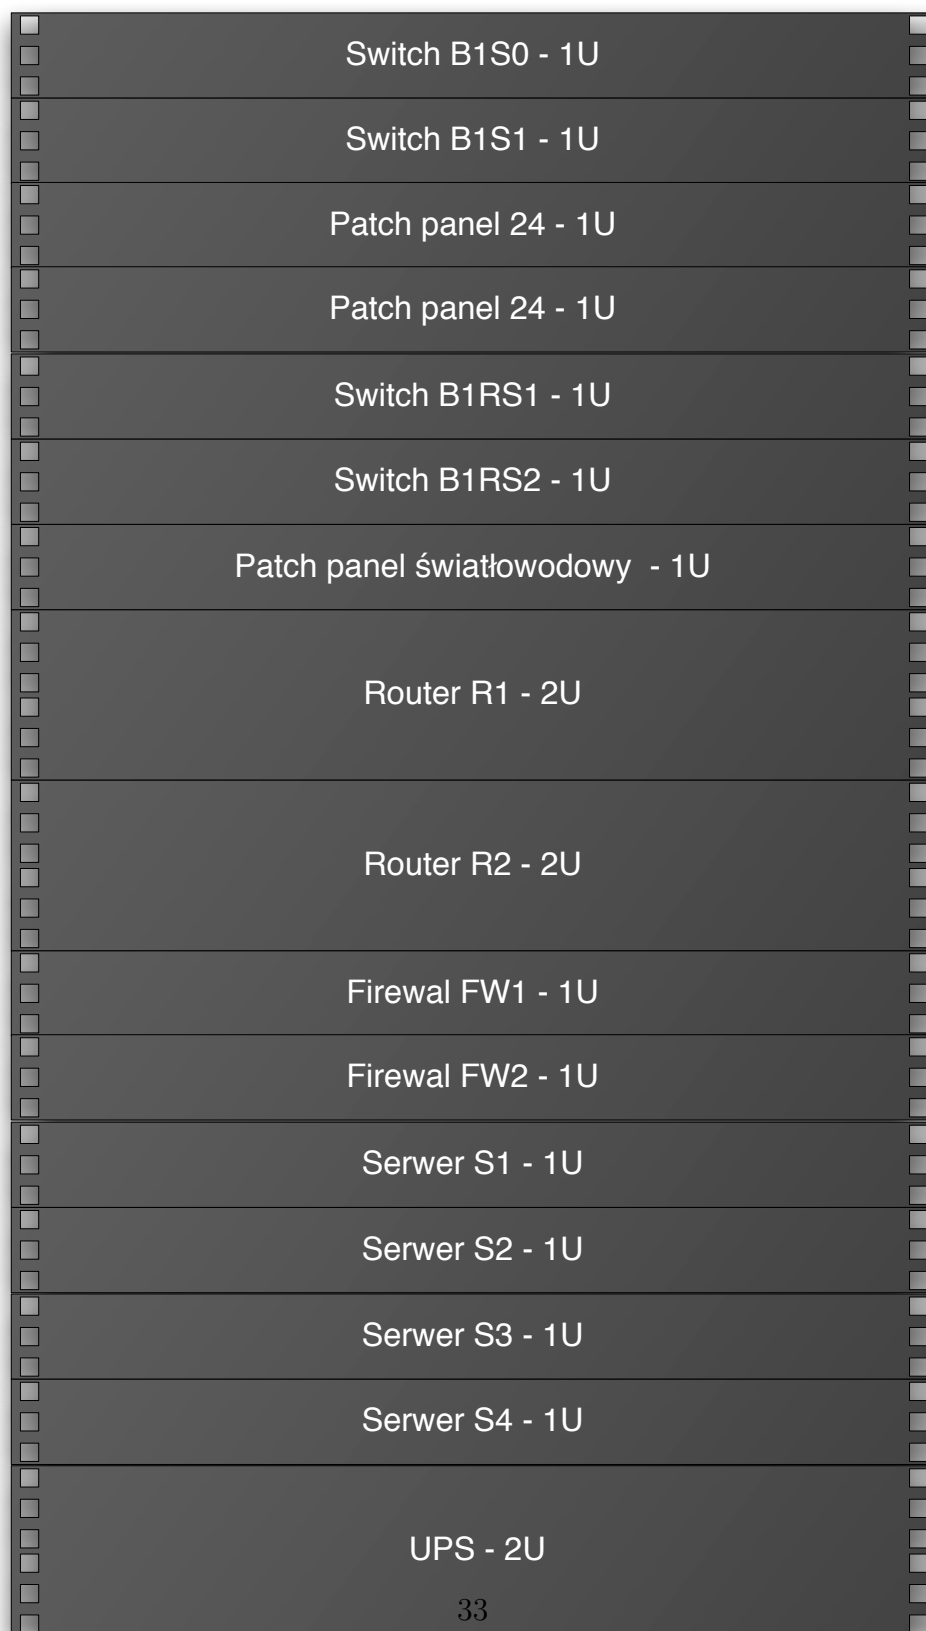 Switch B1S0 - 1U
Switch B1S1 - 1U
Patch panel 24 - 1U
Patch panel 24 - 1U
Switch B1RS1 - 1U
Switch B1RS2 - 1U
Patch panel światłowodowy - 1U
Router R1 - 2U
Router R2 - 2U
Firewal FW1 - 1U
Firewal FW2 - 1U
Serwer S1 - 1U
Serwer S2 - 1U
Serwer S3 - 1U
Serwer S4 - 1U
UPS - 2U
33